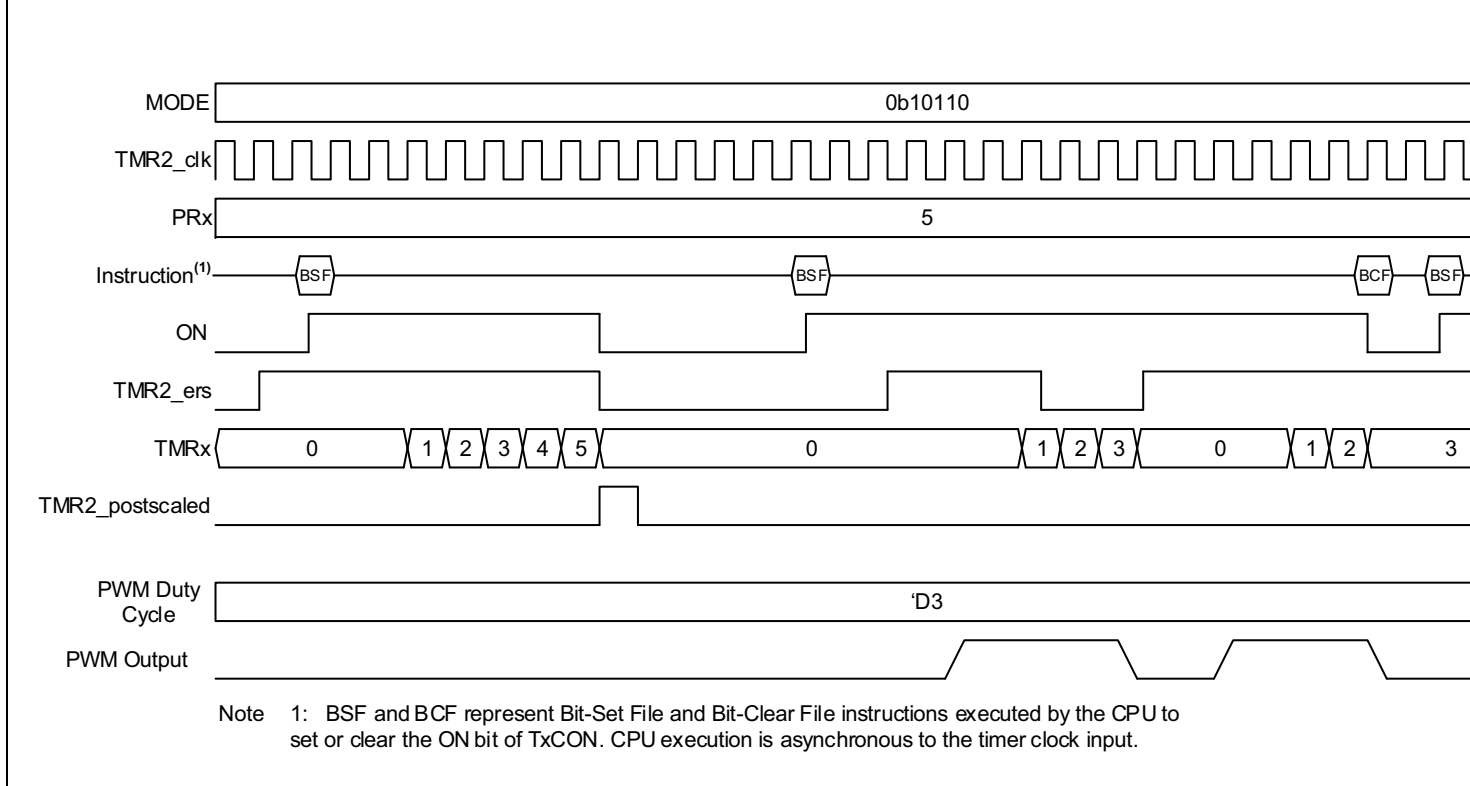 MODE 0b10110
TMR2_clk
PRx 5
Instruction(1) BSF BSF BCF BSF
ON
TMR2_ers
TMRx 0 1 2 3 4 5 0 1 2 3 0 1 2 3
TMR2_postscaled
PWM Duty
Cycle
‘D3
PWM Output
Note 1: BSF and BCF represent Bit-Set File and Bit-Clear File instructions executed by the CPU to
set or clear the ON bit of TxCON. CPU execution is asynchronous to the timer clock input.